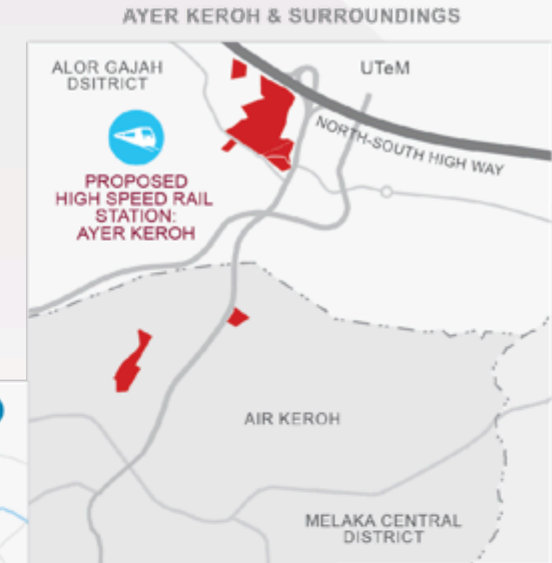 AYER KEROH & SURROUNDINGS
ALOR GAJAH
DSITRICT
UTeM
NORTH-SOUTH HIGH WAY
PROPOSED
HIGH SPEED RAIL
STATION:
AYER KEROH
AIR KEROH
MELAKA CENTRAL
DISTRICT